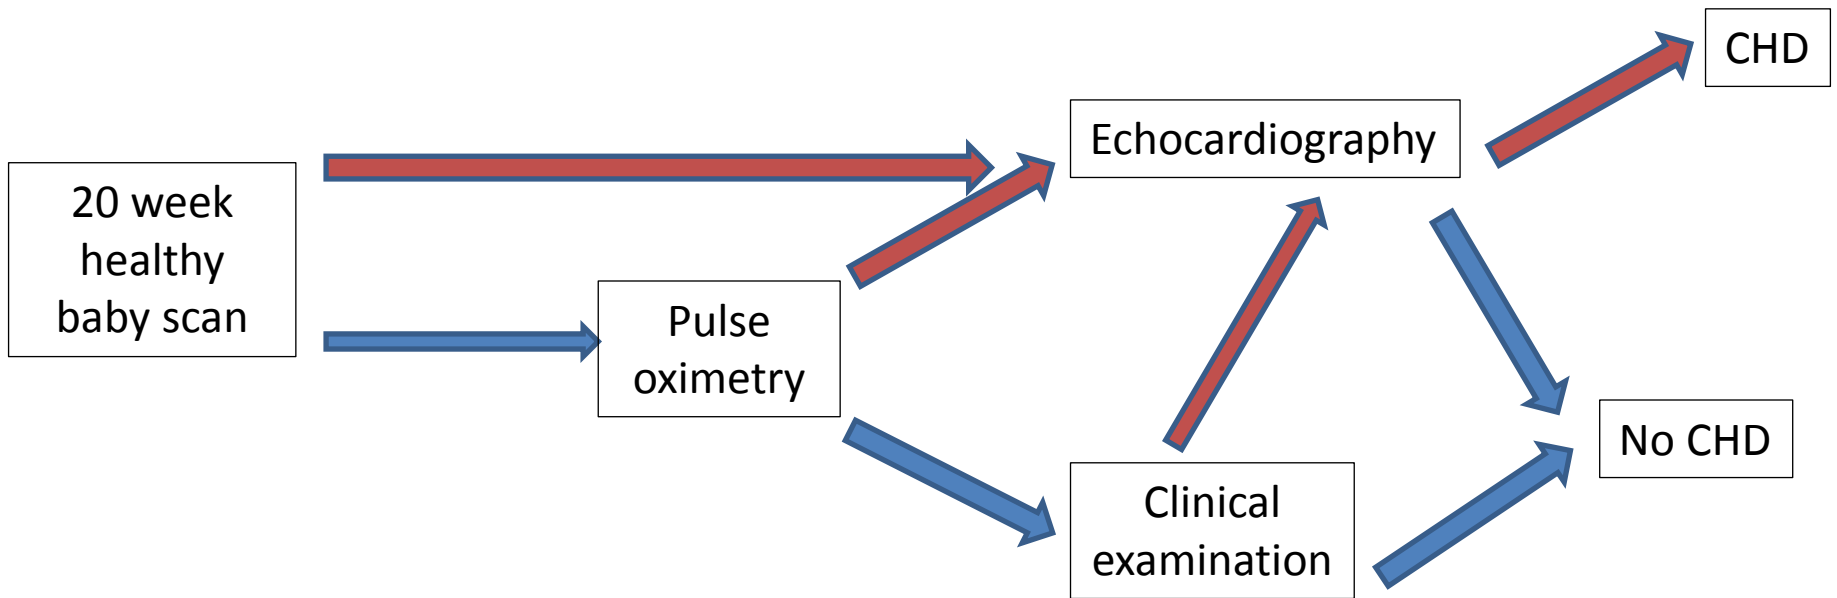 20 week
healthy
baby scan
Pulse
oximetry
Echocardiography
Clinical
examination
CHD
No CHD